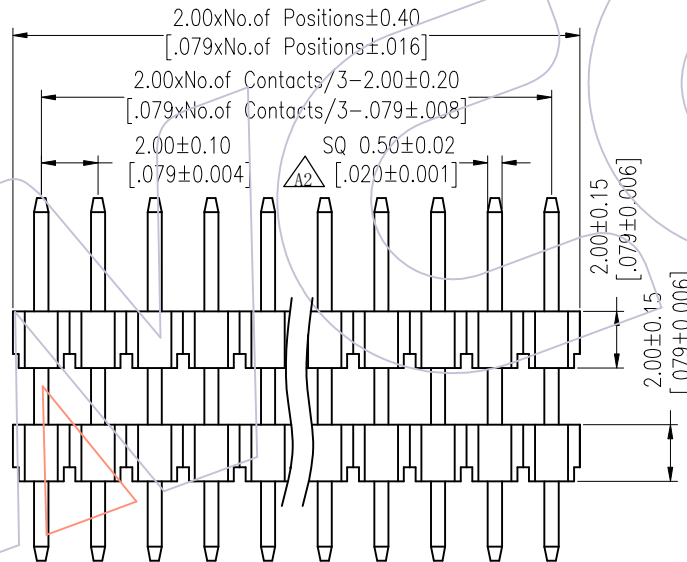 2.00xNo.of Positions±0.40
[.079xNo.of Positions±.016]
2.00xNo.of Contacts/3-2.00±0.20
[.079xNo.of Contacts/3-.079±.008]
2.00±0.10
[.079±0.004]
SQ 0.50±0.02
[.020±0.001]
A2
2.00±0.15
[.079±0.006]
2.00±0.15
[.079±0.006]